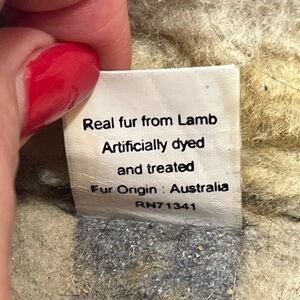 Real fur from Lamb
Artificially dyed
and treated
Fur Origin : Australia
RN71341